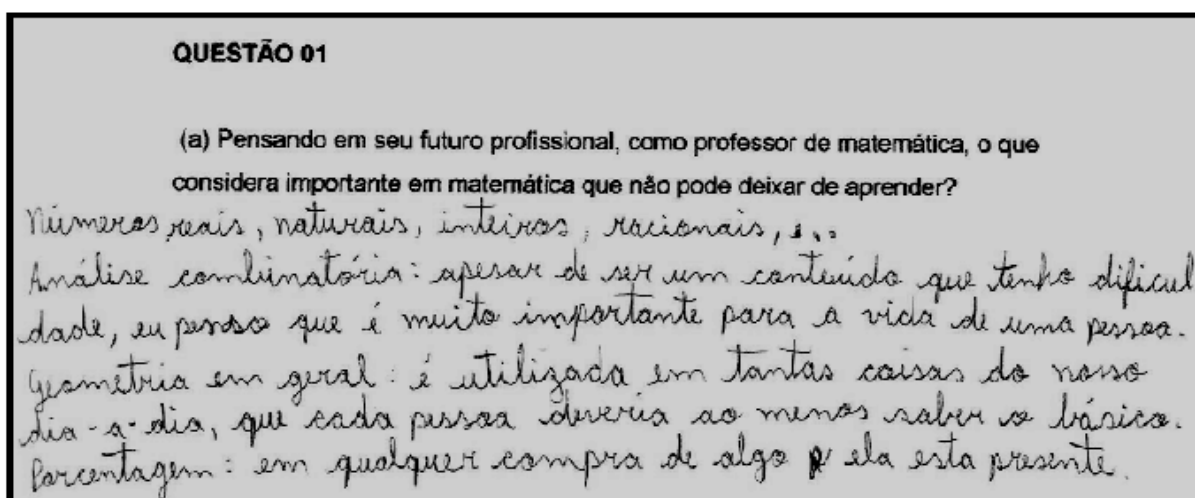 QUESTÃO 01
(a) Pensando em seu futuro profissional, como professor de matemática, o que
considera importante em matemática que não pode deixar de aprender?
Números reais, naturais, inteiros, racionais, ...
Análise combinatória: apesar de ser um conteúdo que tenho dificul
dade, eu penso que é muito importante para a vida de uma pessoa.
Geometria em geral: é utilizada em tantas coisas do nosso
dia-a-dia, que cada pessoa deveria ao menos saber o básico.
Porcentagem: em qualquer compra de algo ela esta presente.